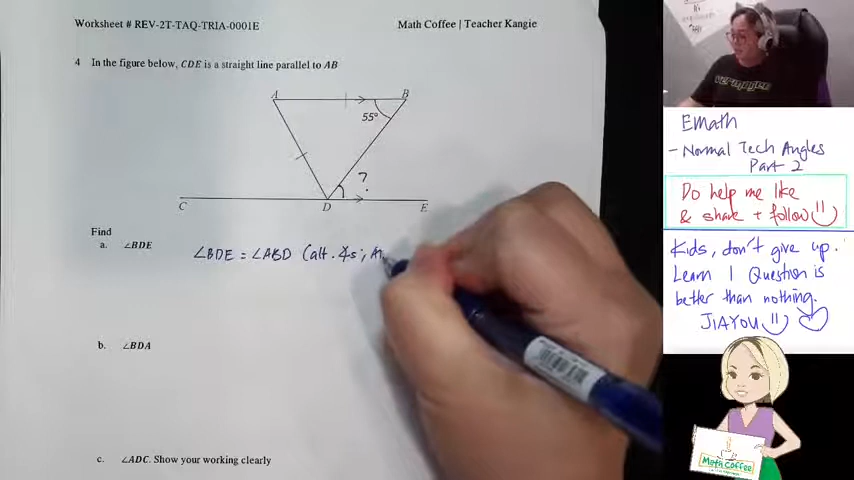 Worksheet # REV-2T-TAQ-TRIA-0001E
Math Coffee | Teacher Kangie
4 In the figure below, CDE is a straight line parallel to AB
A
B
55°
?
C
D
E
Find
a. ∠BDE
∠BDE = ∠ABD (alt. ∠s ;
b. ∠BDA
c. ∠ADC. Show your working clearly
Emath
- Normal Tech Angles
Part 2
Do help me like
& share + follow
Kids, don't give up.
Learn 1 Question is
better than nothing.
JIAYOU
Math Coffee